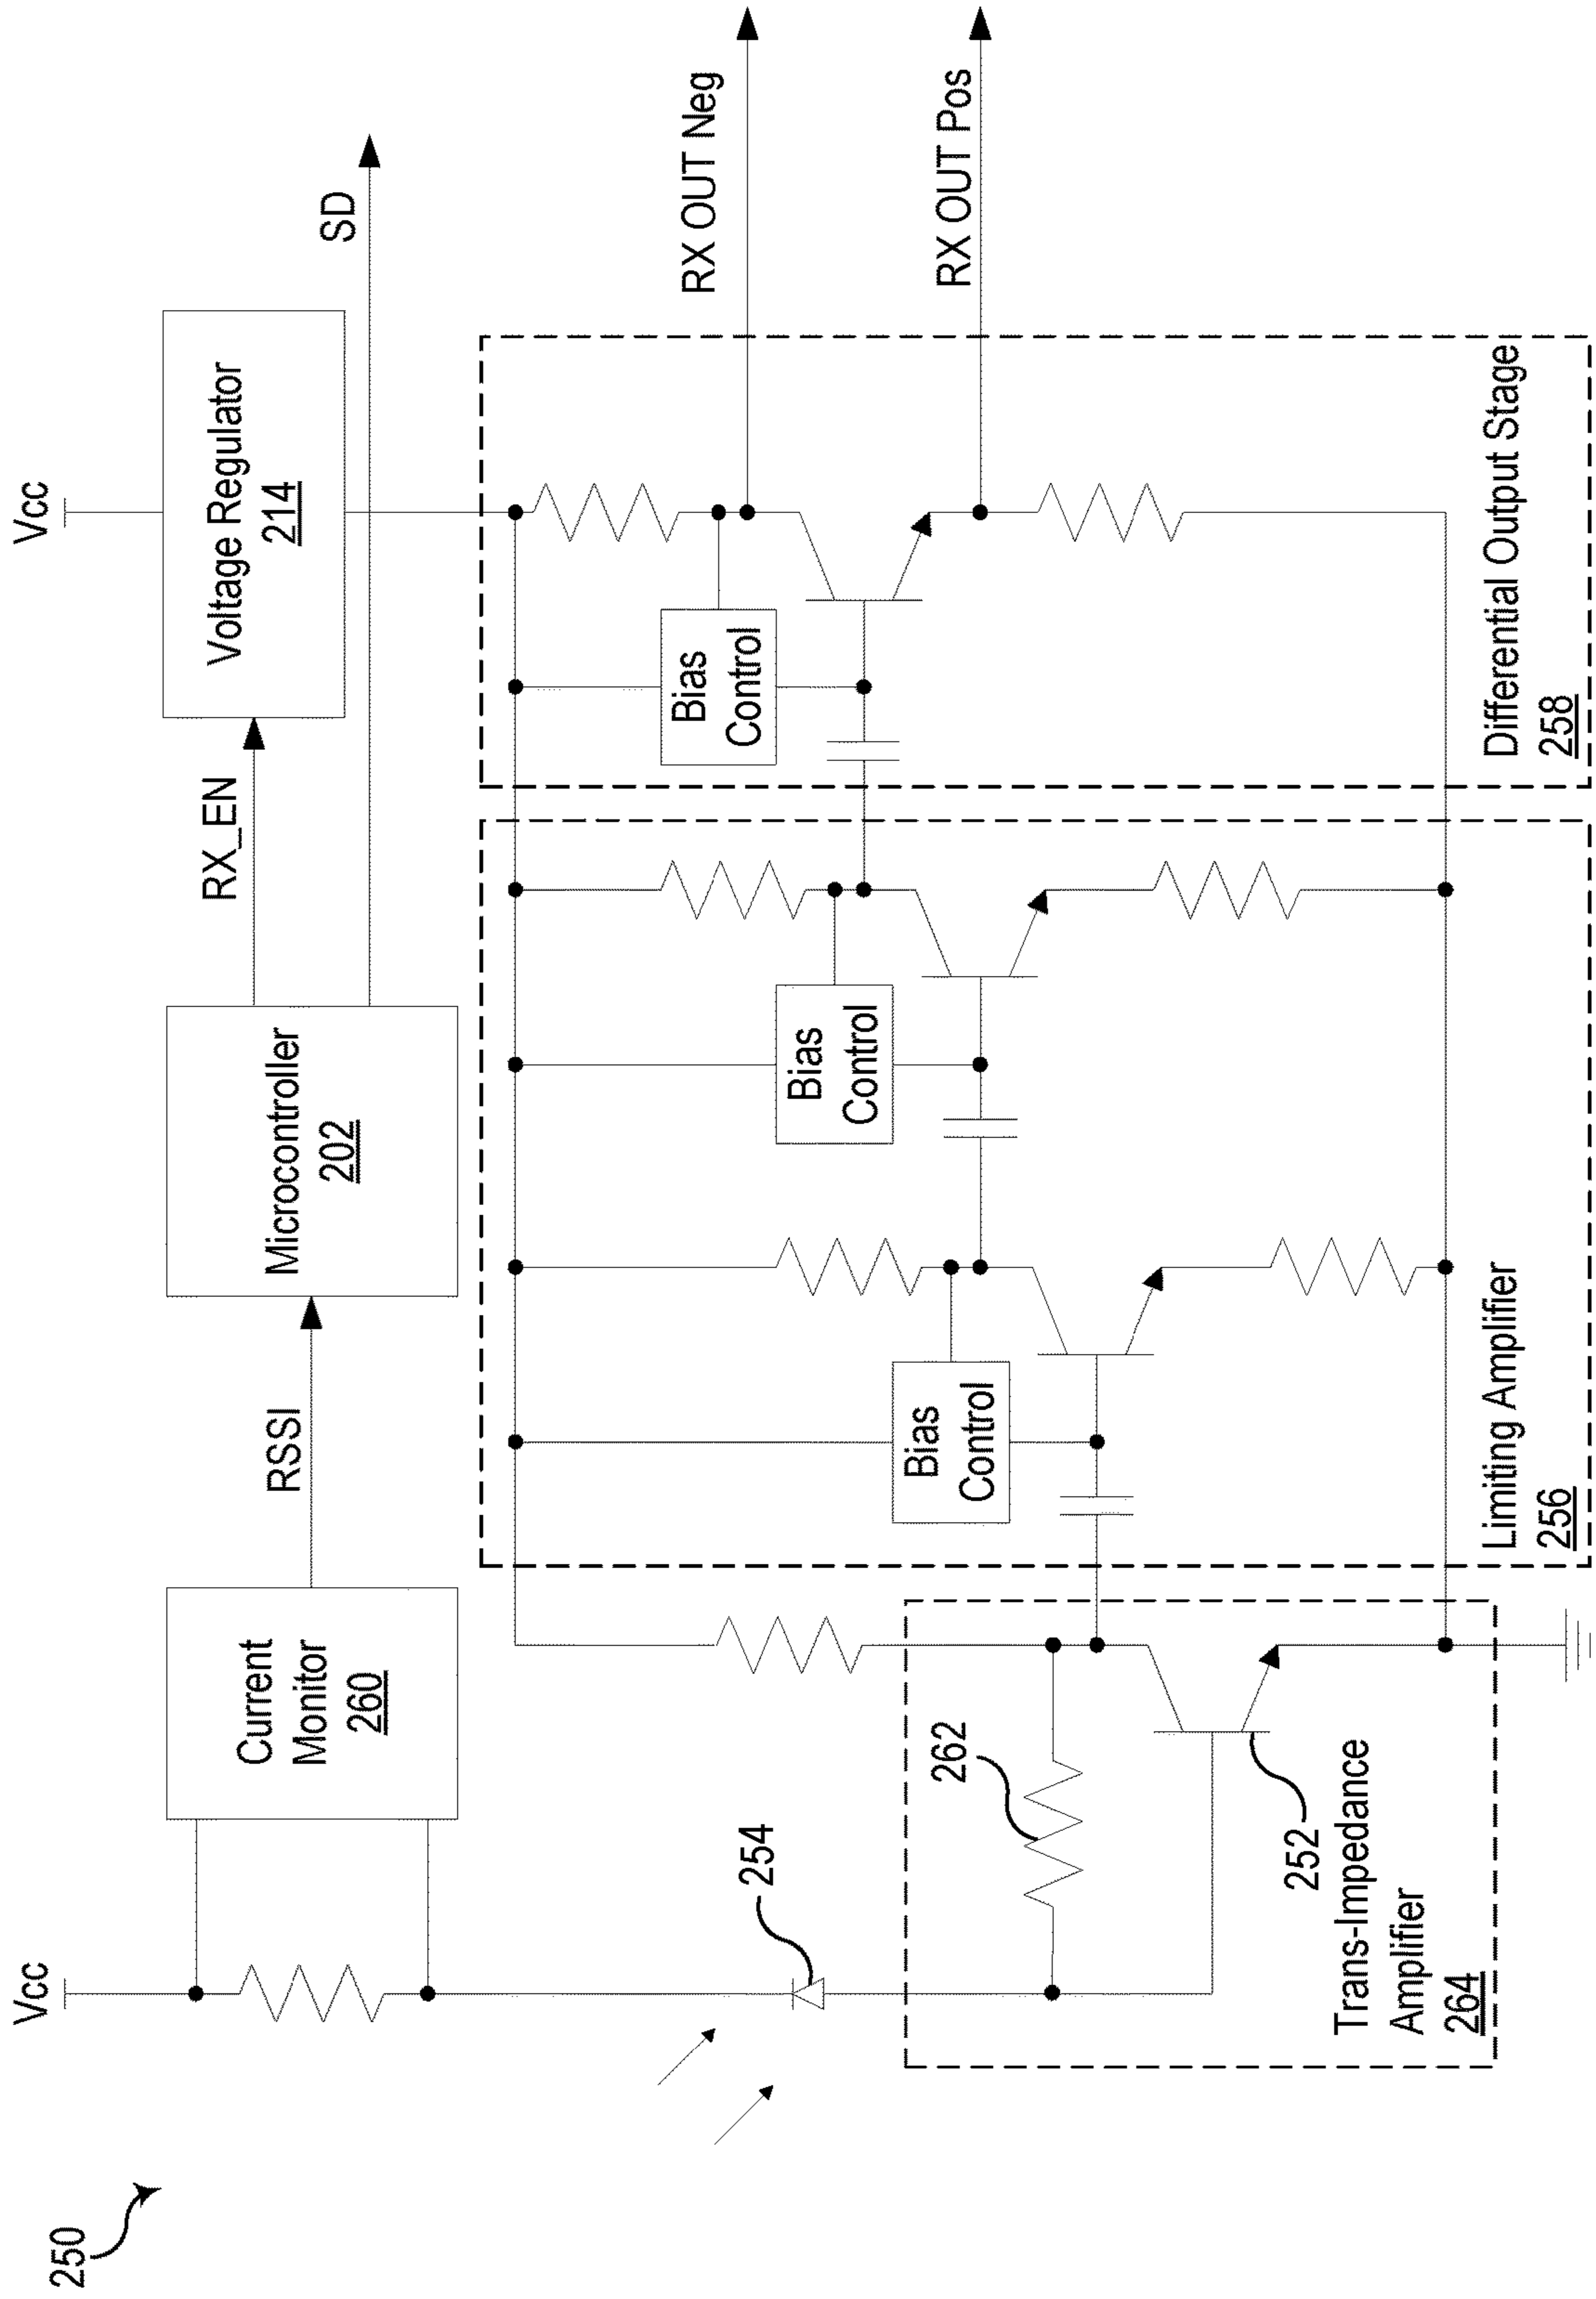 250
Vcc
Current
Monitor
260
RSSI
Microcontroller
202
RX_EN
SD
Vcc
Voltage Regulator
214
254
262
252
Trans-Impedance
Amplifier
264
Bias
Control
Bias
Control
Limiting Amplifier
256
Bias
Control
Differential Output Stage
258
RX OUT Neg
RX OUT Pos